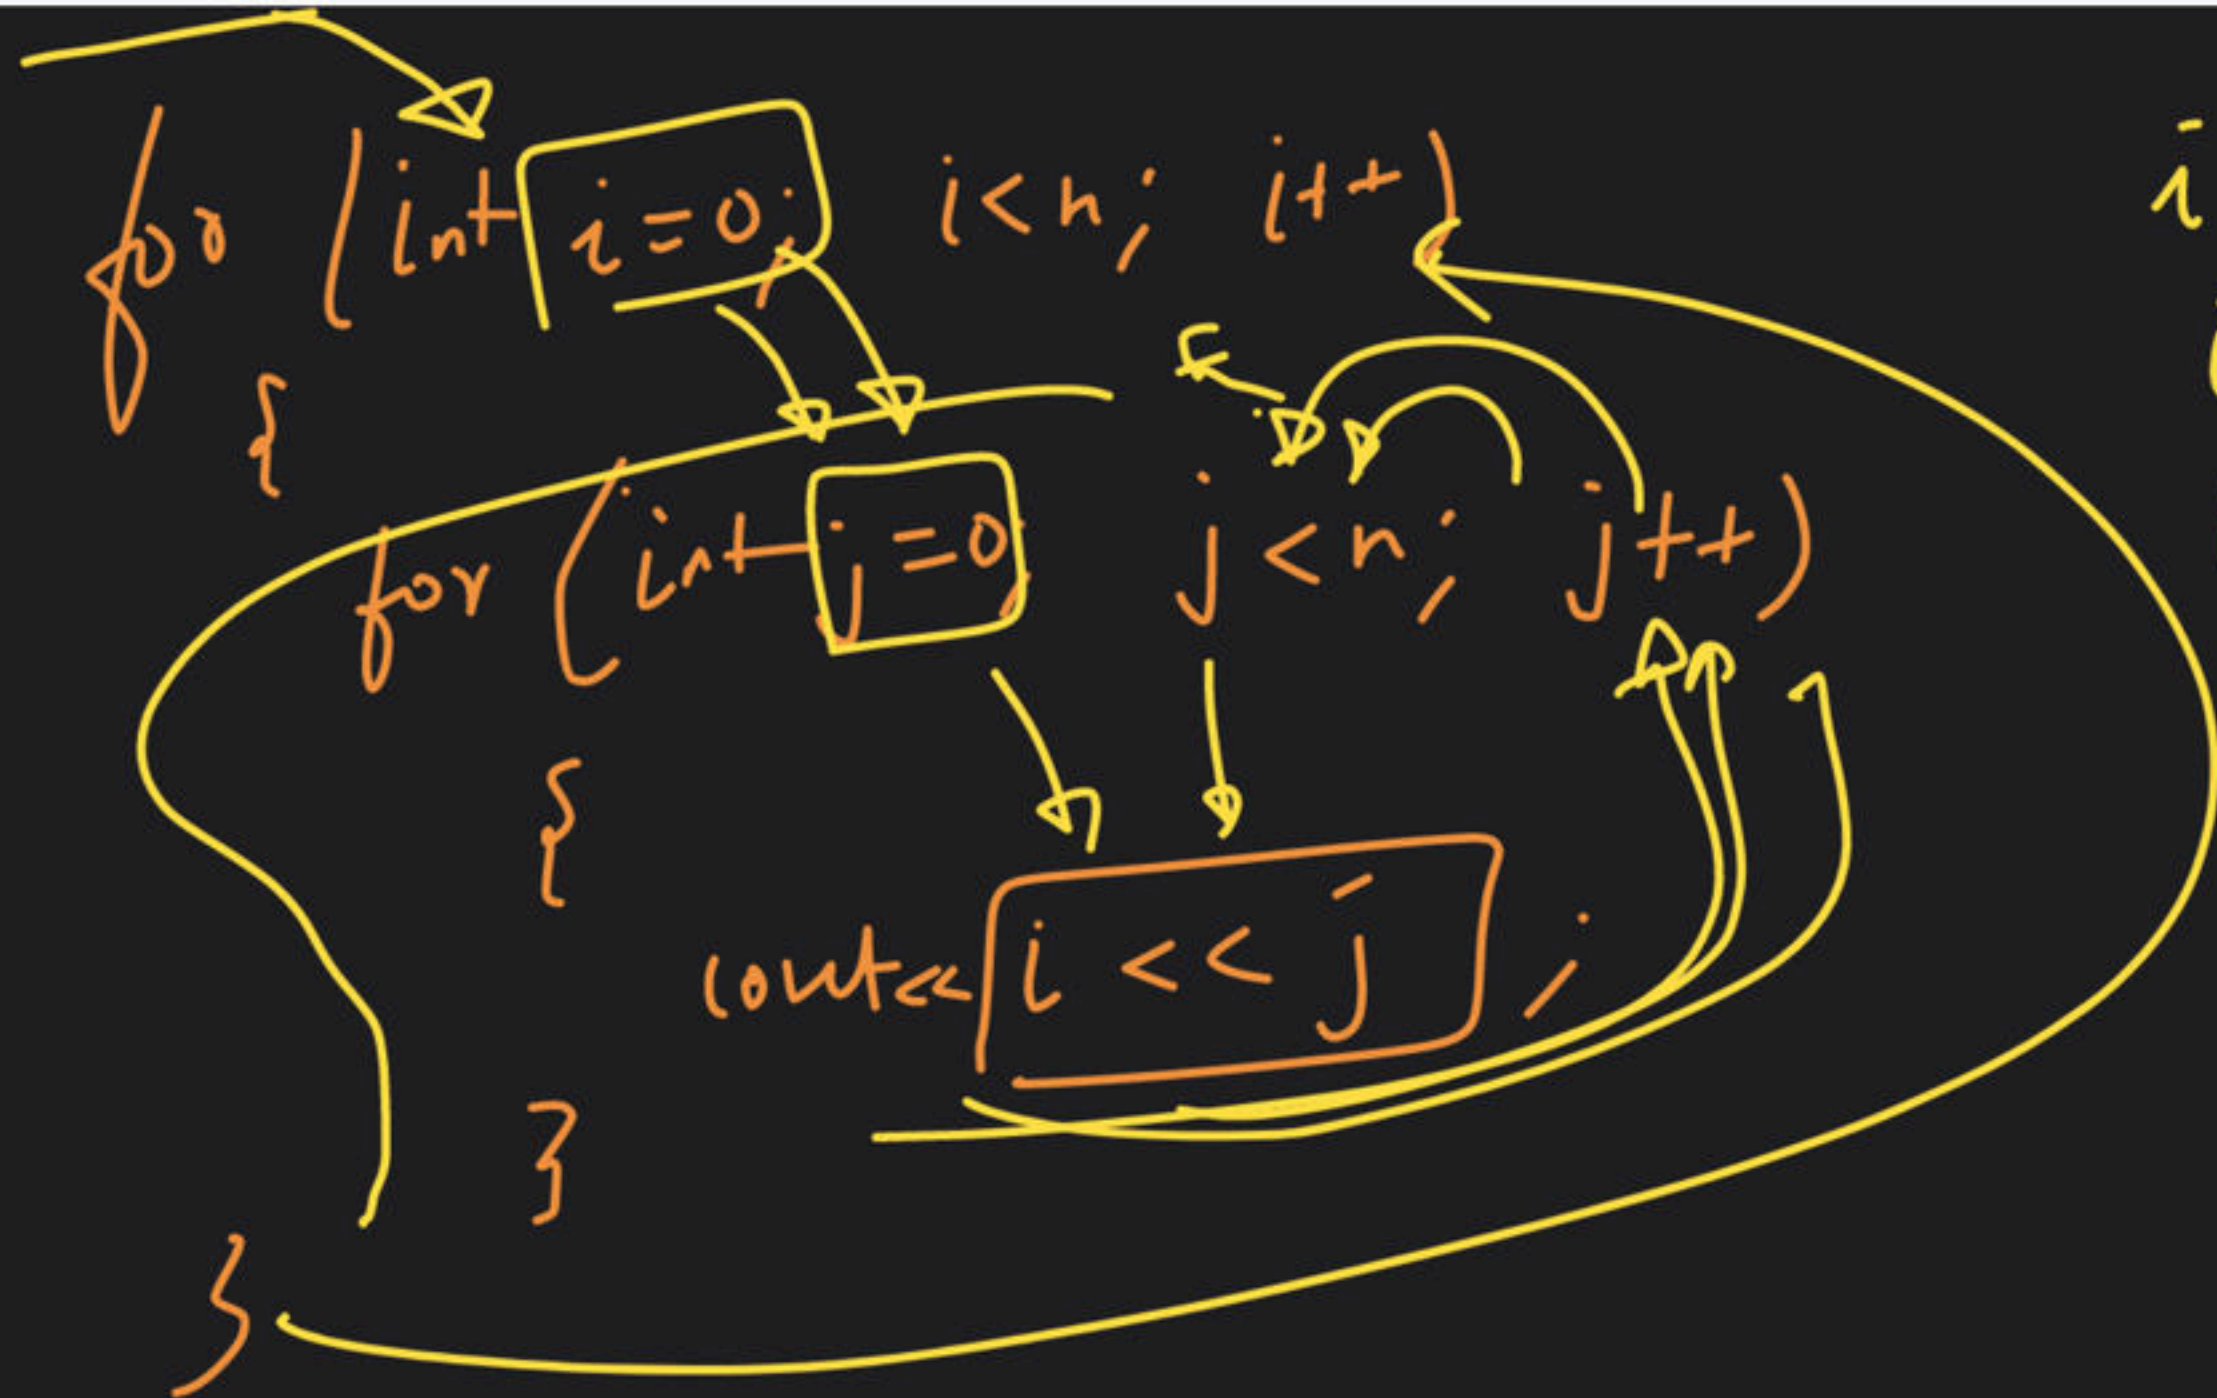 for (int i=0; i<n; i++)
i
{
F
for (int j=0; j<n; j++)
{
cout<< i << j ;
}
}